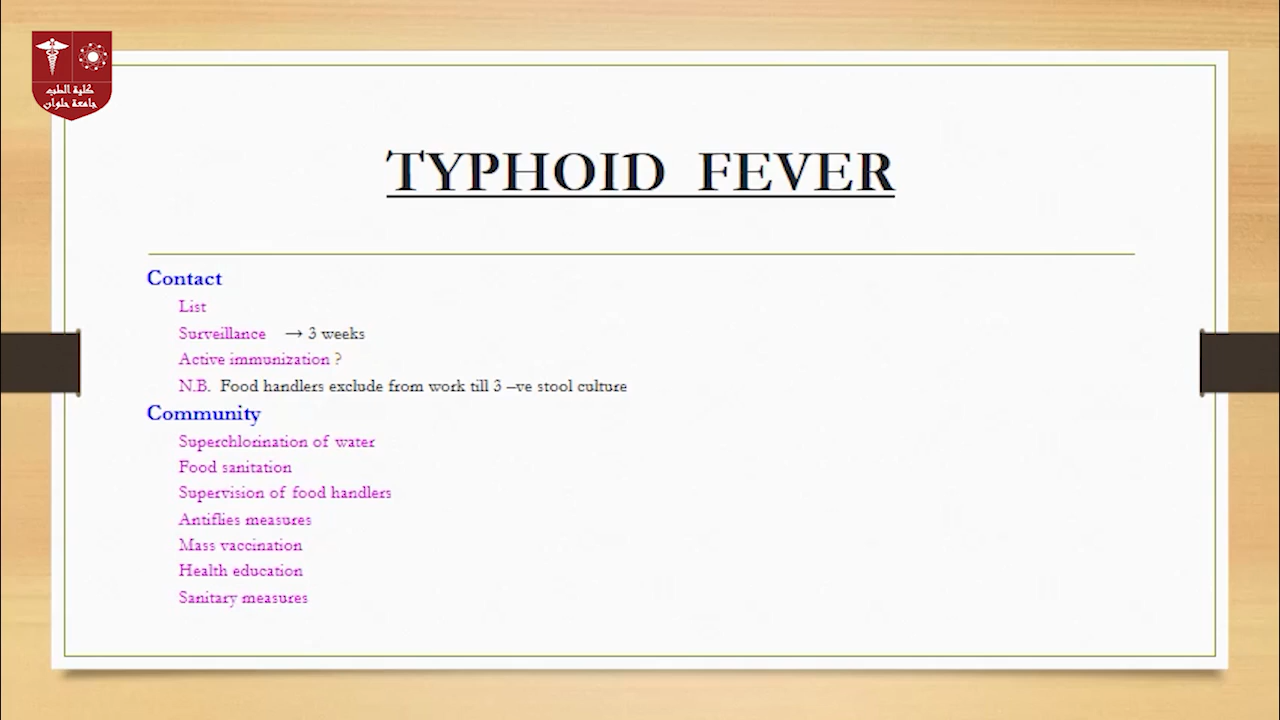 كلية الطب
جامعة حلوان
TYPHOID FEVER
Contact
List
Surveillance → 3 weeks
Active immunization ?
N.B. Food handlers exclude from work till 3 –ve stool culture
Community
Superchlorination of water
Food sanitation
Supervision of food handlers
Antiflies measures
Mass vaccination
Health education
Sanitary measures